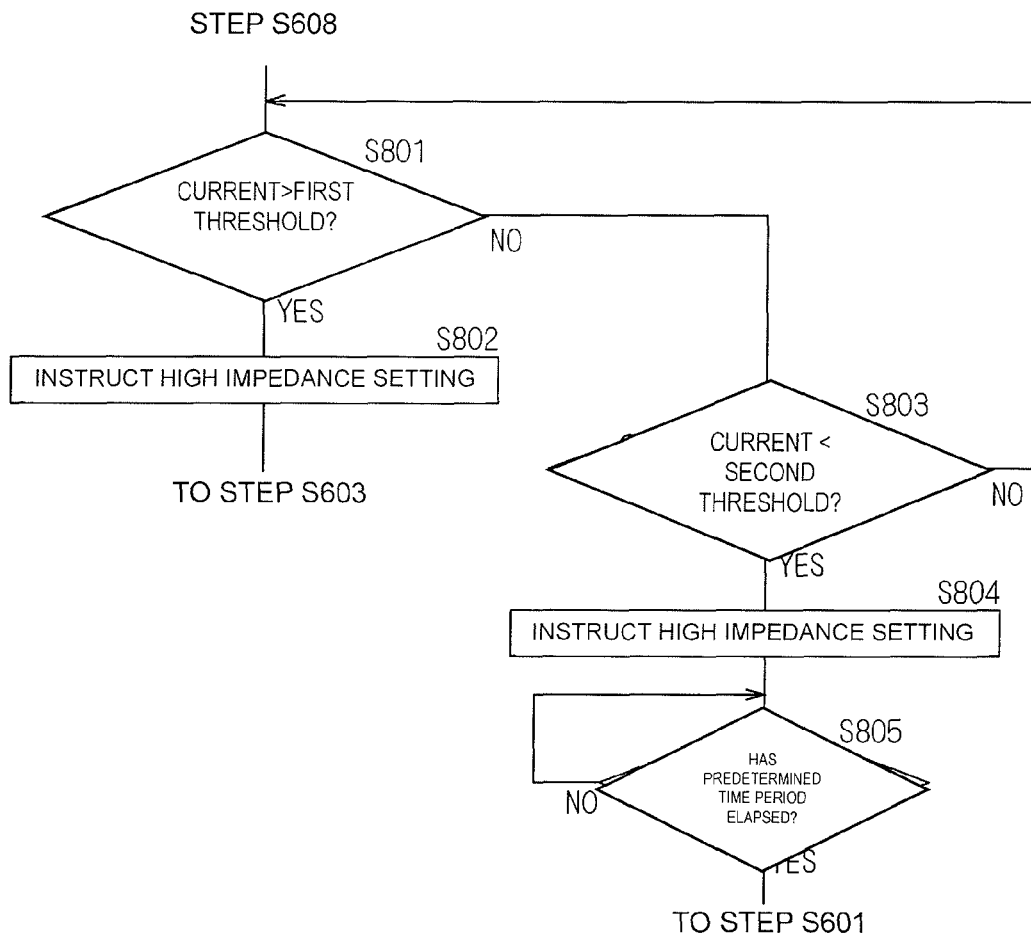 STEP S608
S801
CURRENT>FIRST
THRESHOLD?
NO
YES
S802
INSTRUCT HIGH IMPEDANCE SETTING
TO STEP S603
S803
CURRENT <
SECOND
THRESHOLD?
NO
YES
S804
INSTRUCT HIGH IMPEDANCE SETTING
S805
HAS
PREDETERMINED
TIME PERIOD
ELAPSED?
NO
YES
TO STEP S601